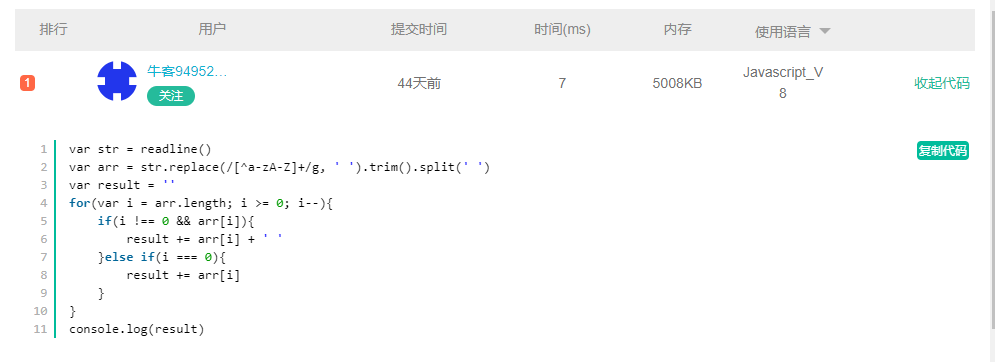 排行 用户 提交时间 时间(ms) 内存 使用语言
1 牛客94952... 关注 44天前 7 5008KB Javascript_V8 收起代码
复制代码
1 var str = readline()
2 var arr = str.replace(/[^a-zA-Z]+/g, ' ').trim().split(' ')
3 var result = ''
4 for(var i = arr.length; i >= 0; i--){
5     if(i !== 0 && arr[i]){
6         result += arr[i] + ' '
7     }else if(i === 0){
8         result += arr[i]
9     }
10 }
11 console.log(result)